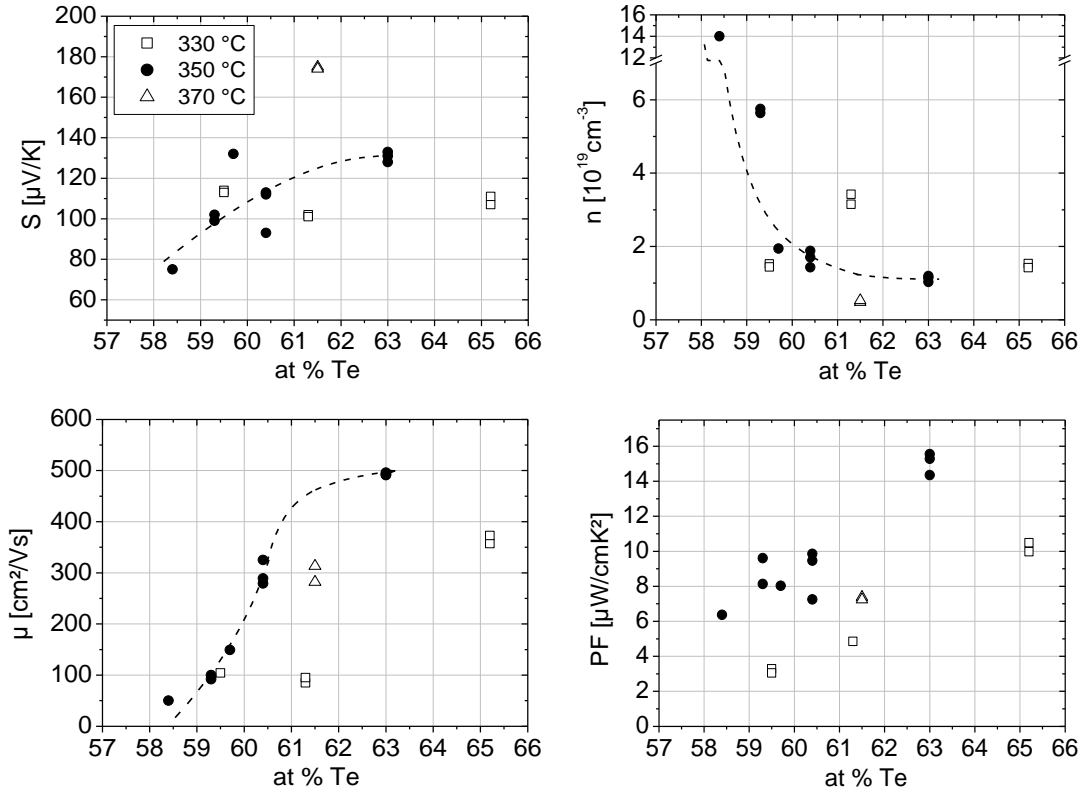 200
180
160
140
120
100
80
60
S [µV/K]
330 °C
350 °C
370 °C
57 58 59 60 61 62 63 64 65 66
at % Te
16
14
12
6
4
2
0
n [10¹⁹cm⁻³]
57 58 59 60 61 62 63 64 65 66
at % Te
600
500
400
300
200
100
0
µ [cm²/Vs]
57 58 59 60 61 62 63 64 65 66
at % Te
16
14
12
10
8
6
4
2
0
PF [µW/cmK²]
57 58 59 60 61 62 63 64 65 66
at % Te